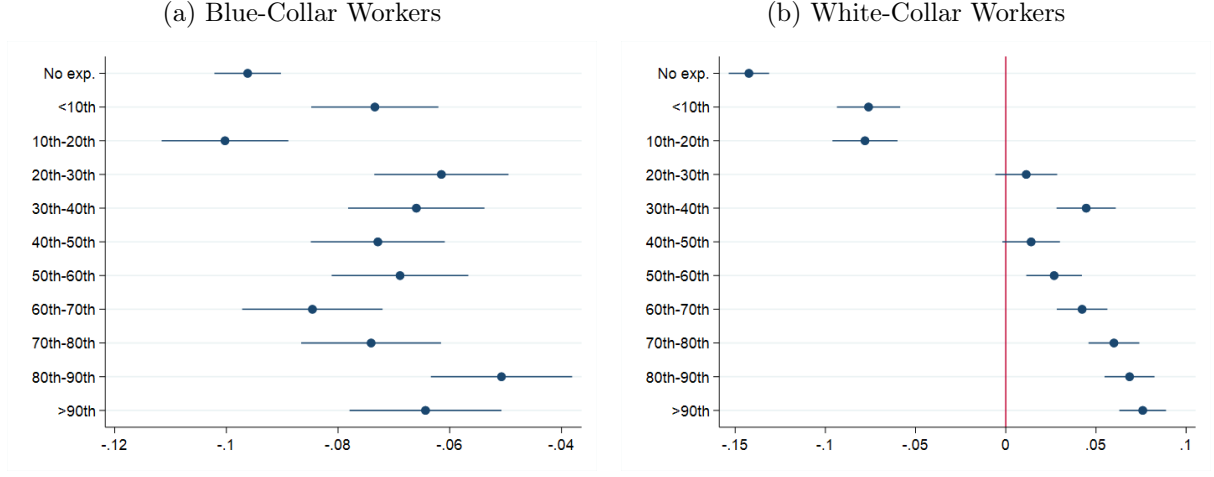 (a) Blue-Collar Workers
No exp.
<10th
10th-20th
20th-30th
30th-40th
40th-50th
50th-60th
60th-70th
70th-80th
80th-90th
>90th
-.12 -.1 -.08 -.06 -.04
(b) White-Collar Workers
No exp.
<10th
10th-20th
20th-30th
30th-40th
40th-50th
50th-60th
60th-70th
70th-80th
80th-90th
>90th
-.15 -.1 -.05 0 .05 .1